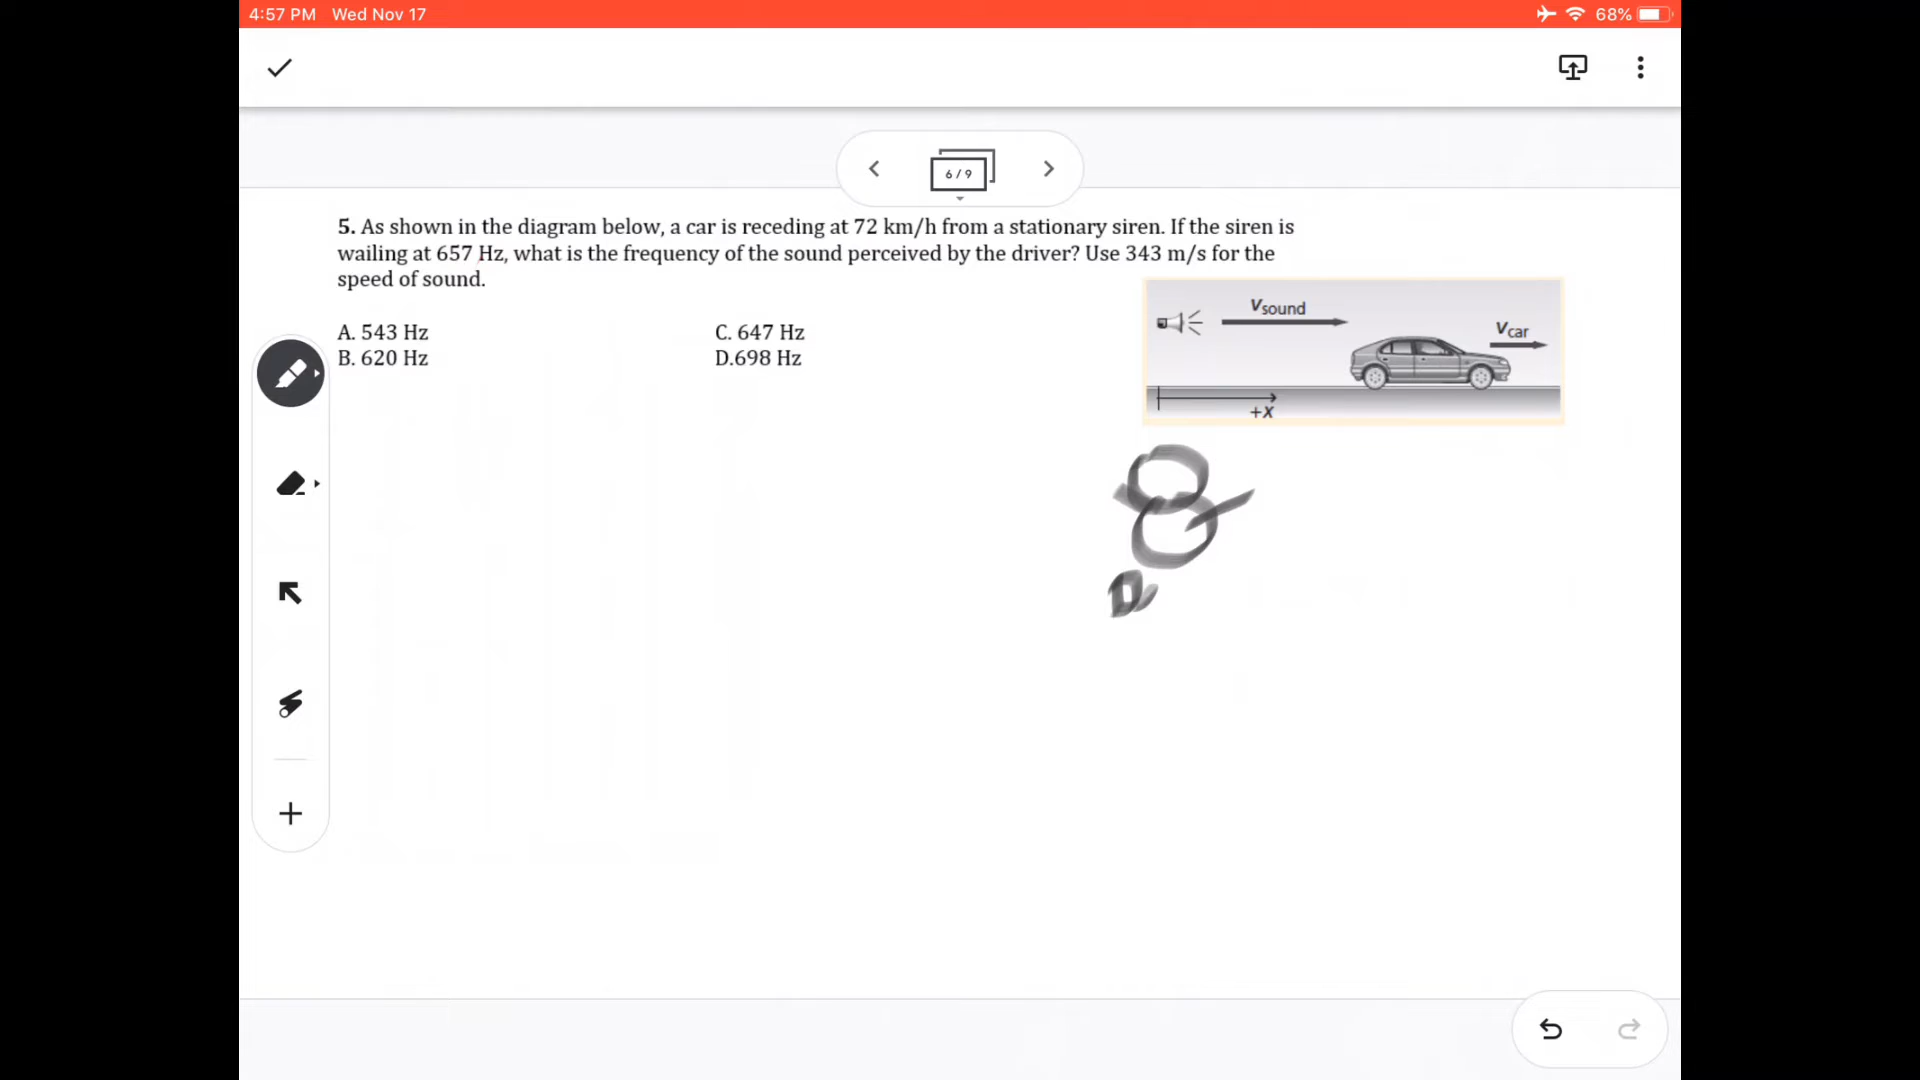 4:57 PM Wed Nov 17
68%
6 / 9
5. As shown in the diagram below, a car is receding at 72 km/h from a stationary siren. If the siren is
wailing at 657 Hz, what is the frequency of the sound perceived by the driver? Use 343 m/s for the
speed of sound.
A. 543 Hz
B. 620 Hz
C. 647 Hz
D.698 Hz
Vsound
Vcar
+X